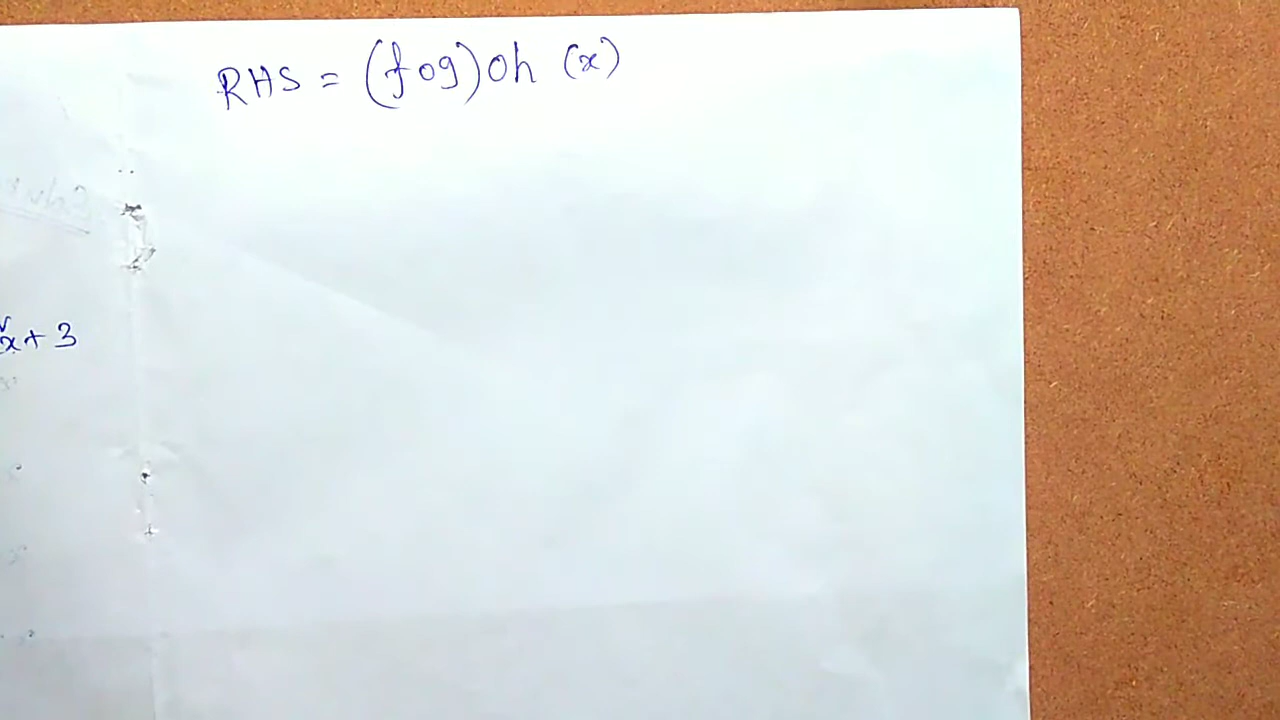 RHS = (fog)oh (x)
x + 3